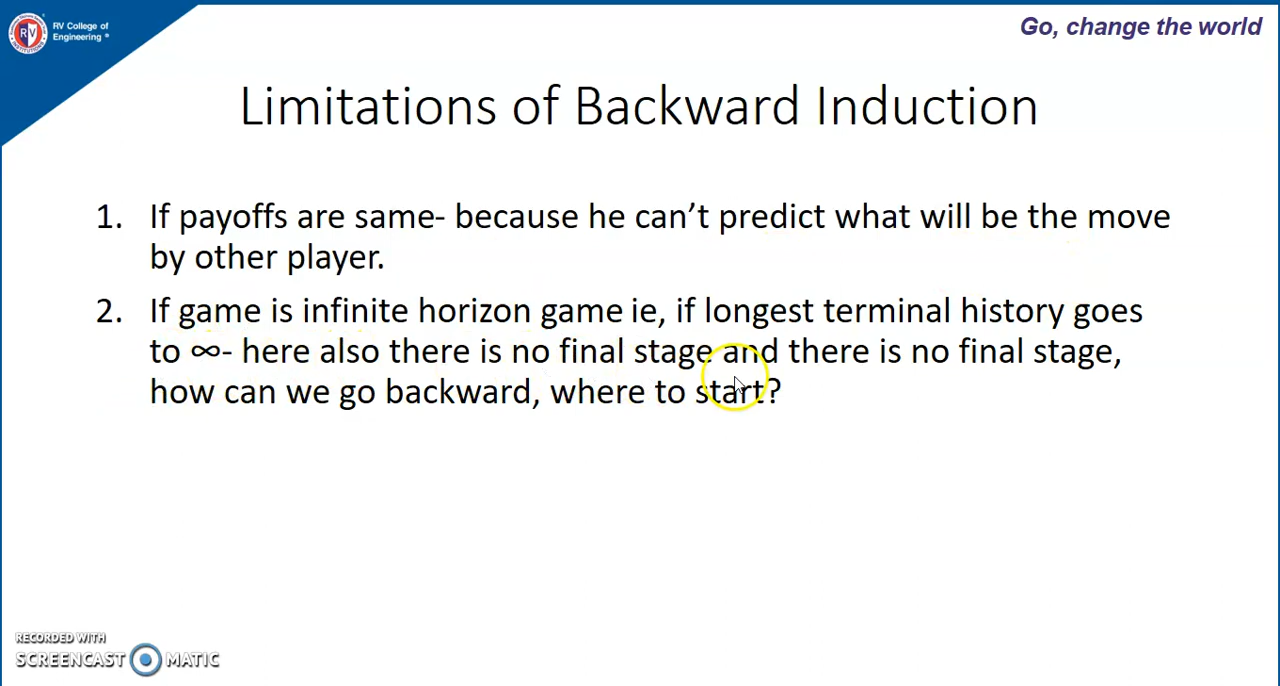 RV College of
Engineering ®
Go, change the world
Limitations of Backward Induction
1. If payoffs are same- because he can't predict what will be the move
by other player.
2. If game is infinite horizon game ie, if longest terminal history goes
to ∞- here also there is no final stage and there is no final stage,
how can we go backward, where to start?
RECORDED WITH
SCREENCAST MATIC